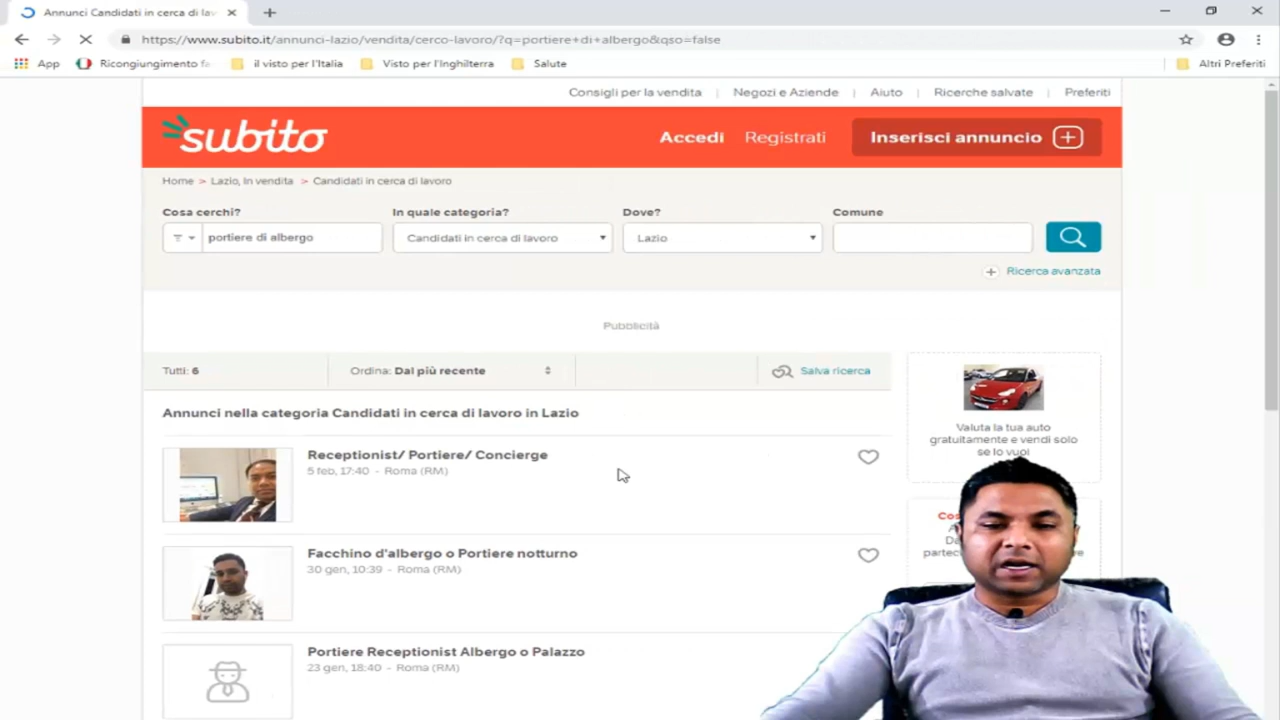 Annunci Candidati in cerca di lav
https://www.subito.it/annunci-lazio/vendita/cerco-lavoro/?q=portiere+di+albergo&qso=false
App Ricongiungimento fa il visto per l'Italia Visto per l'Inghilterra Salute Altri Preferiti
Consigli per la vendita | Negozi e Aziende | Aiuto | Ricerche salvate | Preferiti
subito Accedi Registrati Inserisci annuncio
Home > Lazio, In vendita > Candidati in cerca di lavoro
Cosa cerchi? In quale categoria? Dove? Comune
portiere di albergo Candidati in cerca di lavoro Lazio
+ Ricerca avanzata
Pubblicità
Tutti: 6 Ordina: Dal più recente Salva ricerca
Annunci nella categoria Candidati in cerca di lavoro in Lazio
Valuta la tua auto
gratuitamente e vendi solo
se lo vuoi
Receptionist/ Portiere/ Concierge
5 feb, 17:40 - Roma (RM)
Facchino d'albergo o Portiere notturno
30 gen, 10:39 - Roma (RM)
Portiere Receptionist Albergo o Palazzo
23 gen, 18:40 - Roma (RM)